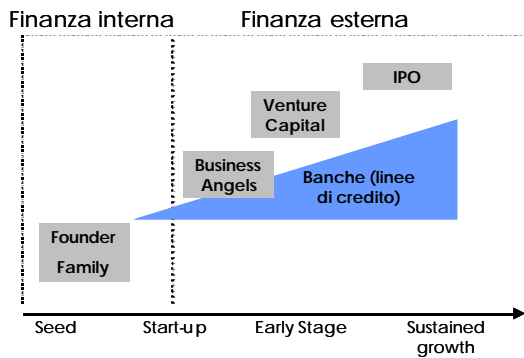 Finanza interna
Finanza esterna
IPO
Venture
Capital
Business
Angels
Banche (linee
di credito)
Founder
Family
Seed
Start-up
Early Stage
Sustained
growth